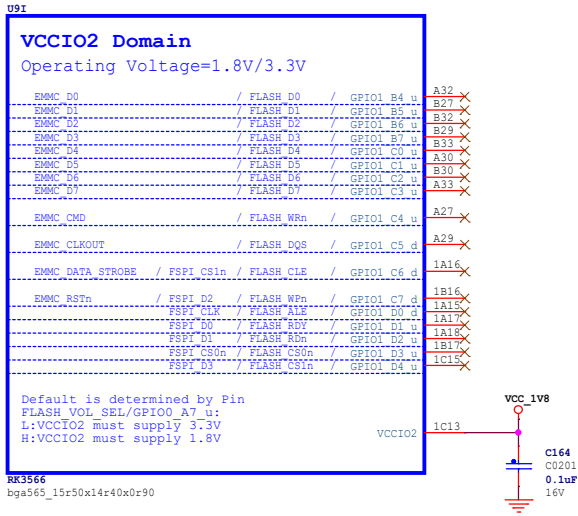 U9I
VCCIO2 Domain
Operating Voltage=1.8V/3.3V
EMMC_D0 / FLASH_D0 / GPIO1_B4_u A32
EMMC_D1 / FLASH_D1 / GPIO1_B5_u B27
EMMC_D2 / FLASH_D2 / GPIO1_B6_u B32
EMMC_D3 / FLASH_D3 / GPIO1_B7_u B29
EMMC_D4 / FLASH_D4 / GPIO1_C0_u B33
EMMC_D5 / FLASH_D5 / GPIO1_C1_u A30
EMMC_D6 / FLASH_D6 / GPIO1_C2_u B30
EMMC_D7 / FLASH_D7 / GPIO1_C3_u A33
EMMC_CMD / FLASH_WRn / GPIO1_C4_u A27
EMMC_CLKOUT / FLASH_DQS / GPIO1_C5_d A29
EMMC_DATA_STROBE / FSPI_CS1n / FLASH_CLE / GPIO1_C6_d 1A16
EMMC_RSTn / FSPI_D2 / FLASH_WPn / GPIO1_C7_d 1B16
FSPI_CLK / FLASH_ALE / GPIO1_D0_d 1A15
FSPI_D0 / FLASH_RDY / GPIO1_D1_u 1A17
FSPI_D1 / FLASH_RDn / GPIO1_D2_u 1A18
FSPI_CS0n / FLASH_CS0n / GPIO1_D3_u 1B17
FSPI_D3 / FLASH_CS1n / GPIO1_D4_u 1C15
Default is determined by Pin
FLASH_VOL_SEL/GPIO0_A7_u:
L:VCCIO2 must supply 3.3V
H:VCCIO2 must supply 1.8V
VCCIO2 1C13
VCC_1V8
C164
C0201
0.1uF
16V
RK3566
bga565_15r50x14r40x0r90